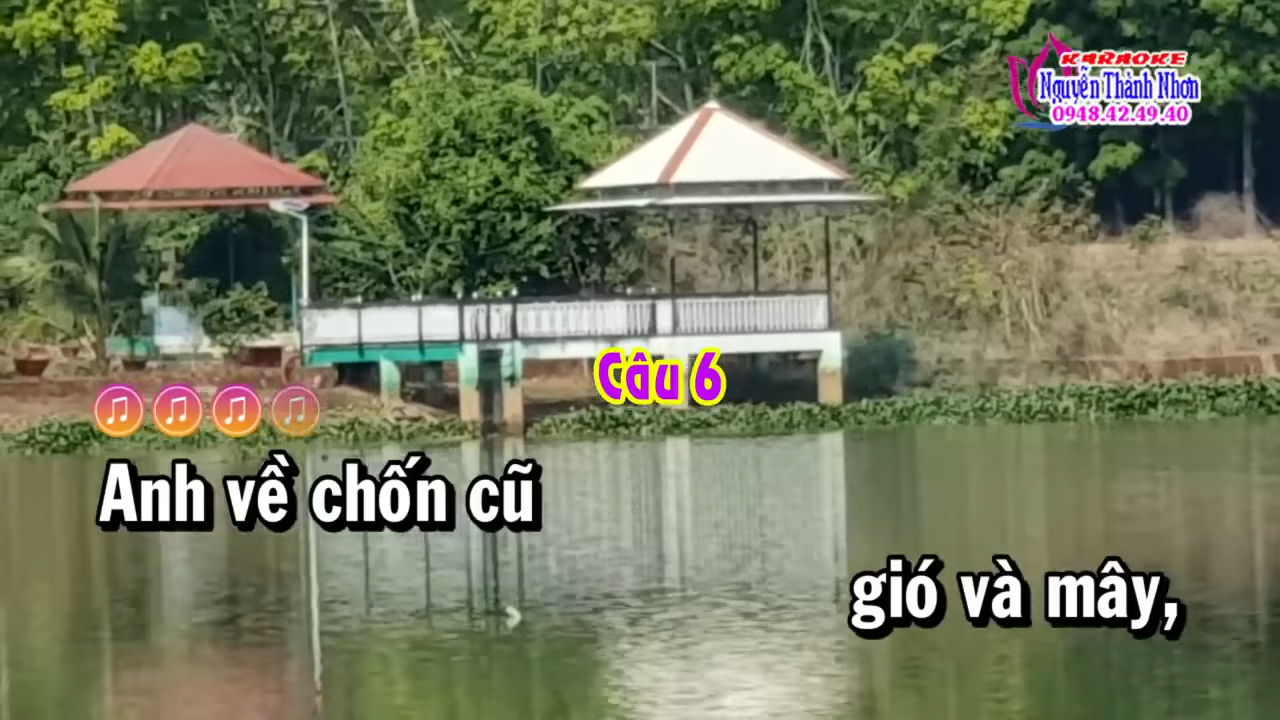 KARAOKE
Nguyễn Thành Nhơn
0948.42.49.40
Câu 6
Anh về chốn cũ
gió và mây,